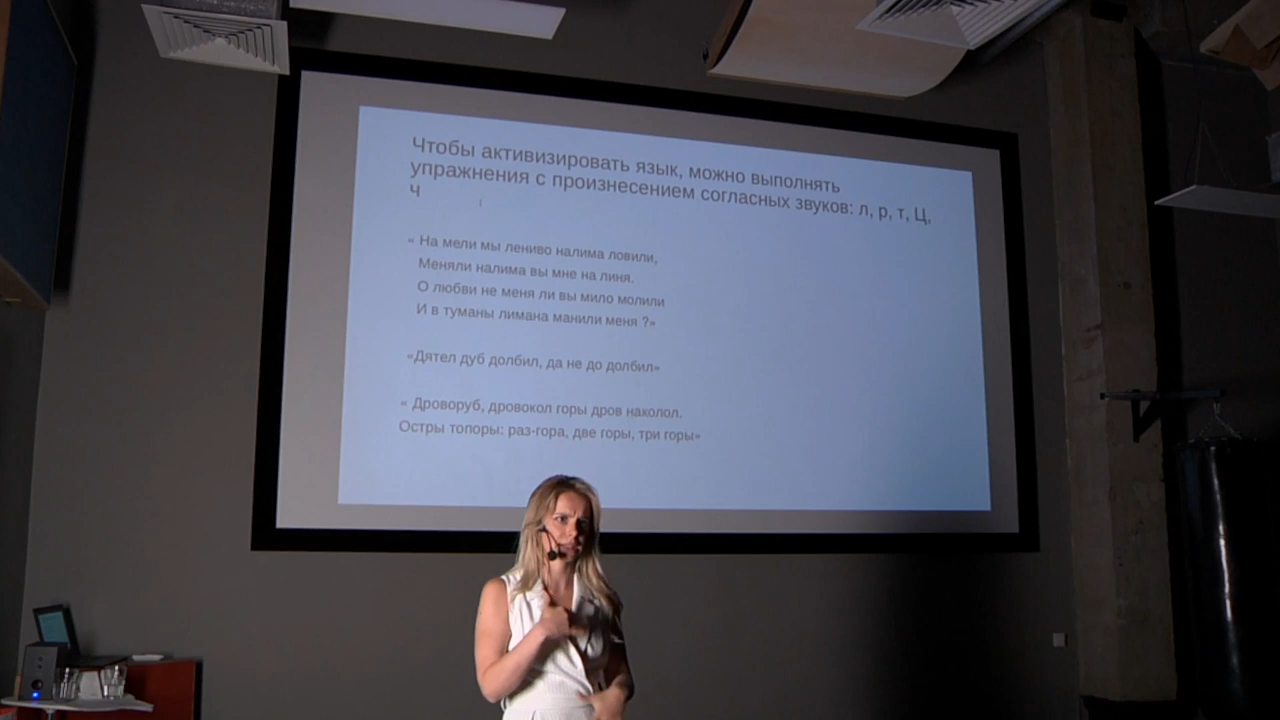 Чтобы активизировать язык, можно выполнять
упражнения с произнесением согласных звуков: л, р, т, Ц.
Ч
« На мели мы лениво налима ловили,
Меняли налима вы мне на линя.
О любви не меня ли вы мило молили
И в туманы лимана манили меня ?»
«Дятел дуб долбил, да не до долбил»
« Дроворуб, дровокол горы дров наколол.
Остры топоры: раз-гора, две горы, три горы»